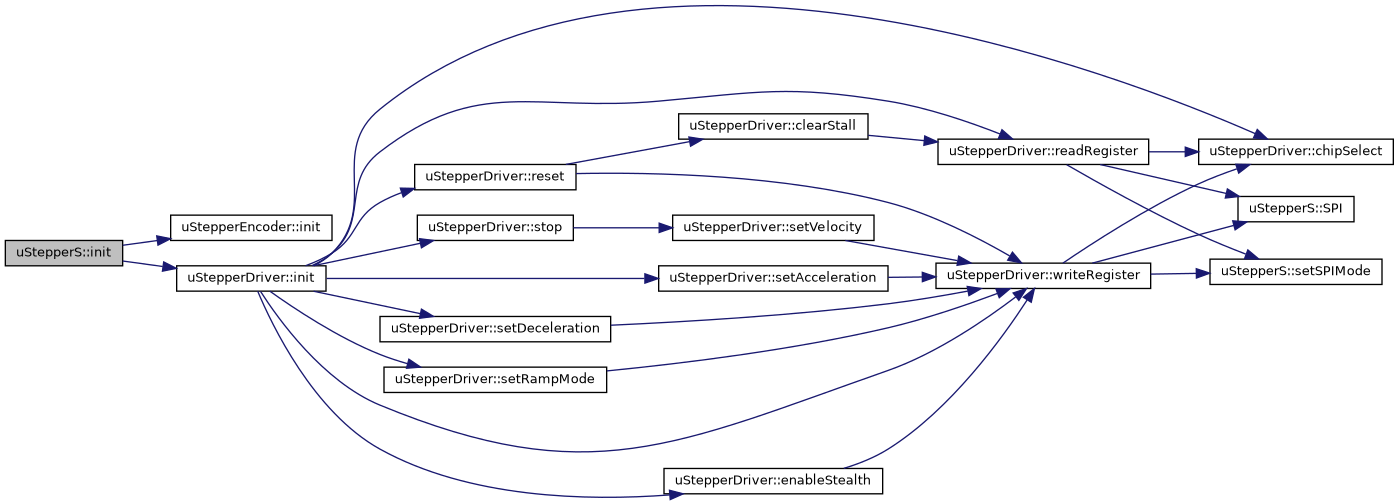 uStepperS::init
uStepperEncoder::init
uStepperDriver::init
uStepperDriver::reset
uStepperDriver::stop
uStepperDriver::setDeceleration
uStepperDriver::setRampMode
uStepperDriver::clearStall
uStepperDriver::setVelocity
uStepperDriver::setAcceleration
uStepperDriver::enableStealth
uStepperDriver::readRegister
uStepperDriver::writeRegister
uStepperDriver::chipSelect
uStepperS::SPI
uStepperS::setSPIMode